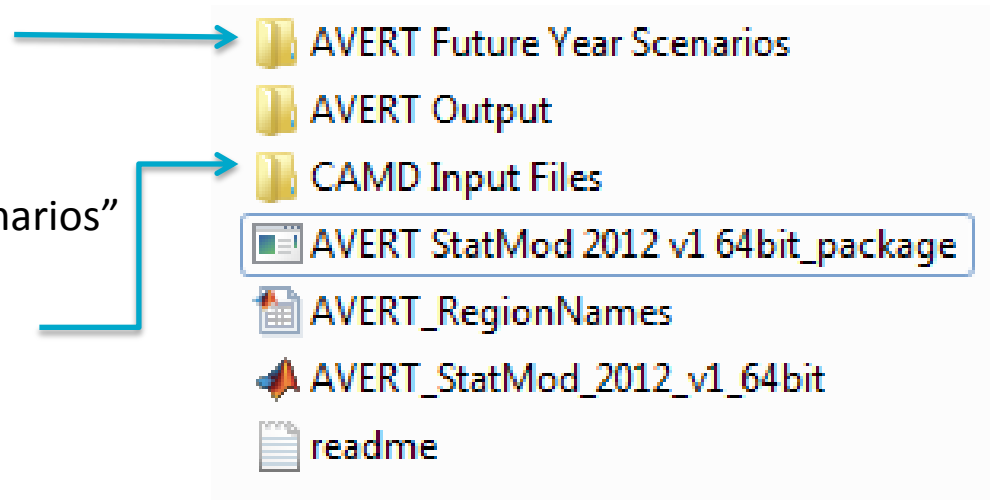 AVERT Future Year Scenarios
AVERT Output
CAMD Input Files
narios”
AVERT StatMod 2012 v1 64bit_package
AVERT_RegionNames
AVERT_StatMod_2012_v1_64bit
readme